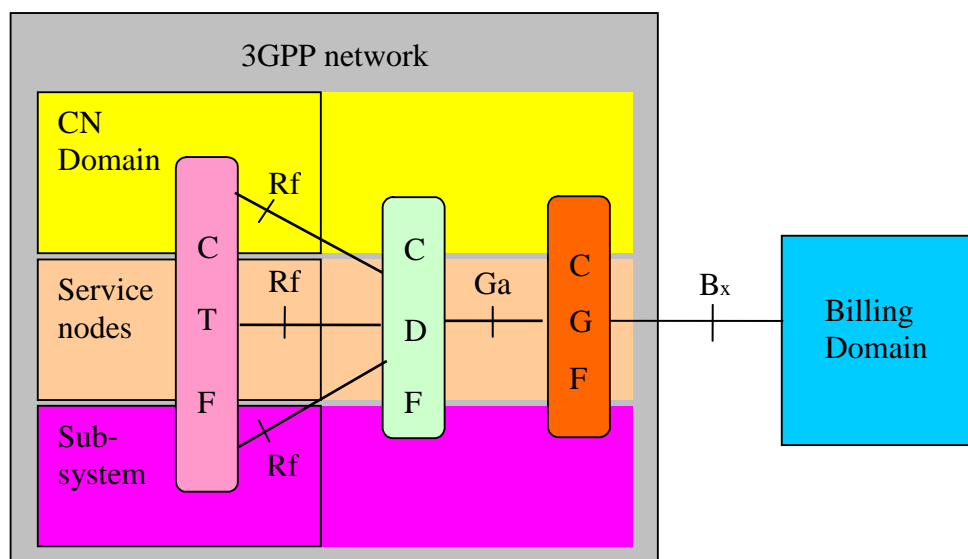 3GPP network
CN
Domain
Rf
C
T
F
Service
nodes
Rf
C
D
F
Ga
C
G
F
Bx
Billing
Domain
Sub-
system
Rf